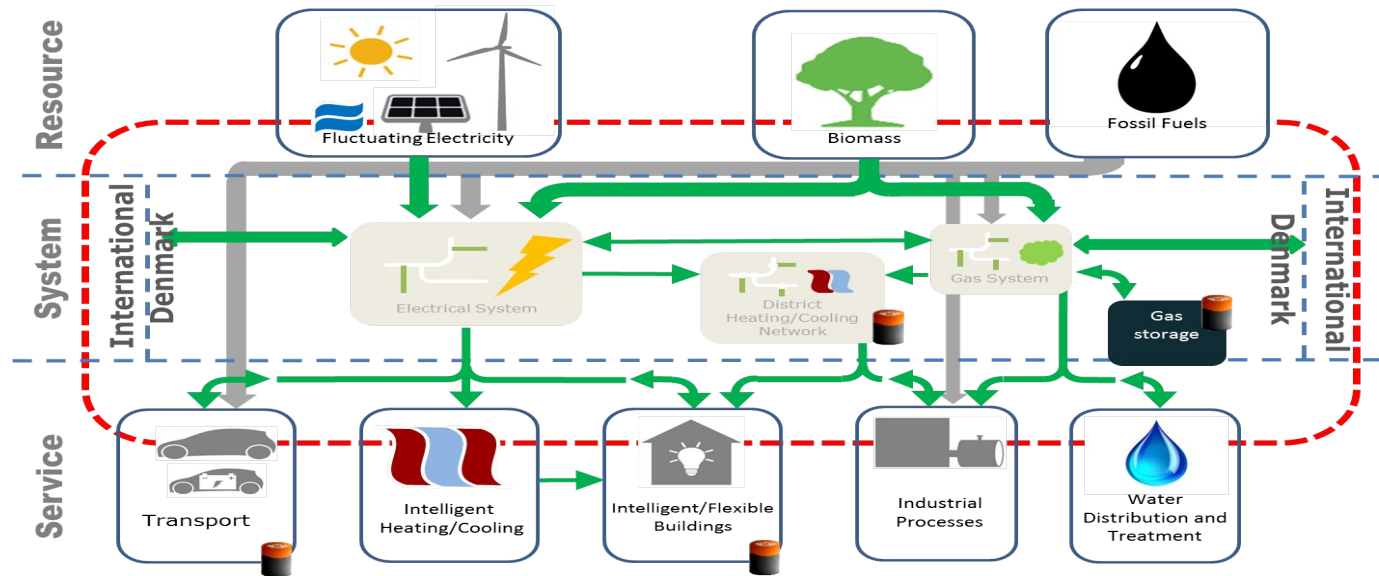 Resource
Fluctuating Electricity
Biomass
Fossil Fuels
System
International
Denmark
Electrical System
District
Heating/Cooling
Network
Gas System
Gas
storage
Denmark
International
Service
Transport
Intelligent
Heating/Cooling
Intelligent/Flexible
Buildings
Industrial
Processes
Water
Distribution and
Treatment